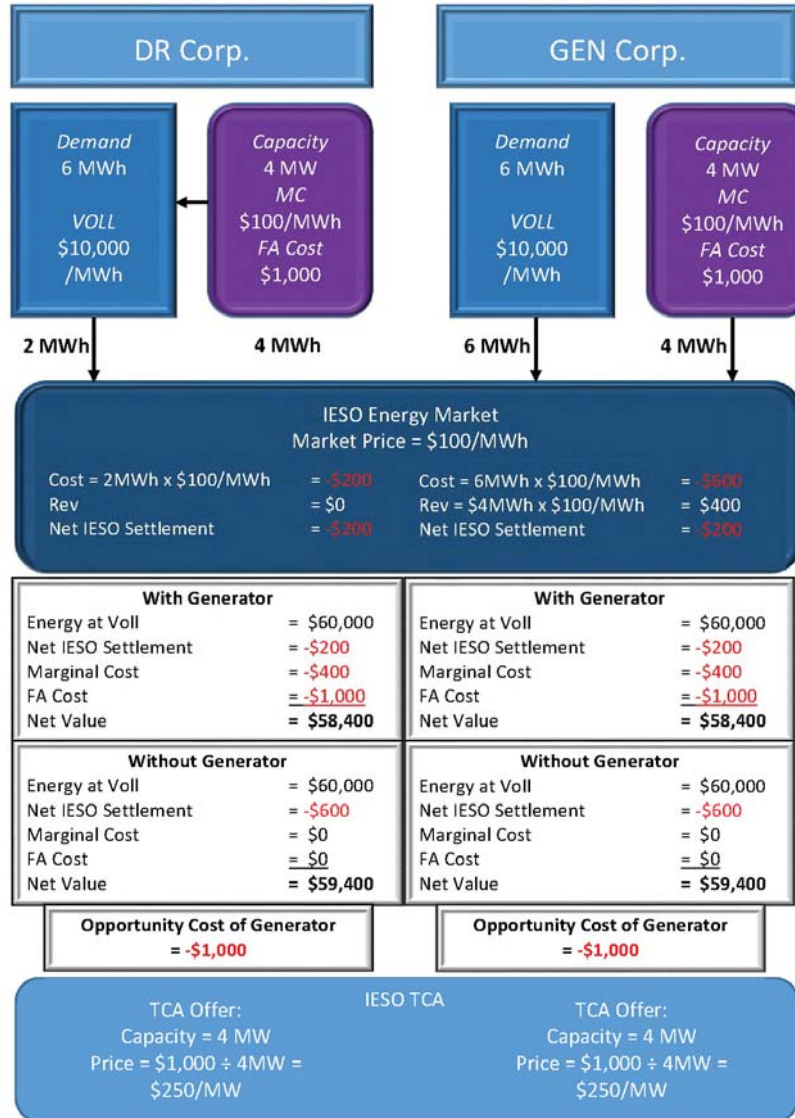 DR Corp.
GEN Corp.
Demand
6 MWh
VOLL
$10,000
/MWh
Capacity
4 MW
MC
$100/MWh
FA Cost
$1,000
Demand
6 MWh
VOLL
$10,000
/MWh
Capacity
4 MW
MC
$100/MWh
FA Cost
$1,000
2 MWh
4 MWh
6 MWh
4 MWh
IESO Energy Market
Market Price = $100/MWh
Cost = 2MWh x $100/MWh = -$200
Rev = $0
Net IESO Settlement = -$200
Cost = 6MWh x $100/MWh = -$600
Rev = $4MWh x $100/MWh = $400
Net IESO Settlement = -$200
With Generator
Energy at Voll = $60,000
Net IESO Settlement = -$200
Marginal Cost = -$400
FA Cost = -$1,000
Net Value = $58,400
With Generator
Energy at Voll = $60,000
Net IESO Settlement = -$200
Marginal Cost = -$400
FA Cost = -$1,000
Net Value = $58,400
Without Generator
Energy at Voll = $60,000
Net IESO Settlement = -$600
Marginal Cost = $0
FA Cost = $0
Net Value = $59,400
Without Generator
Energy at Voll = $60,000
Net IESO Settlement = -$600
Marginal Cost = $0
FA Cost = $0
Net Value = $59,400
Opportunity Cost of Generator
= -$1,000
Opportunity Cost of Generator
= -$1,000
IESO TCA
TCA Offer:
Capacity = 4 MW
Price = $1,000 ÷ 4MW =
$250/MW
TCA Offer:
Capacity = 4 MW
Price = $1,000 ÷ 4MW =
$250/MW